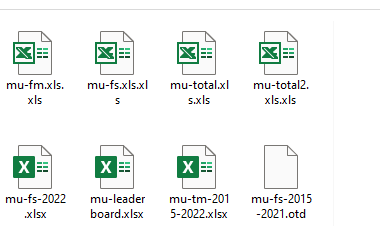 mu-fm.xls. mu-fs.xls.xl mu-total.xl mu-total2.
xls s s.xls xls.xls
mu-fs-2022 mu-leader mu-tm-201 mu-fs-2015
.xlsx board.xlsx 5-2022.xlsx -2021.otd